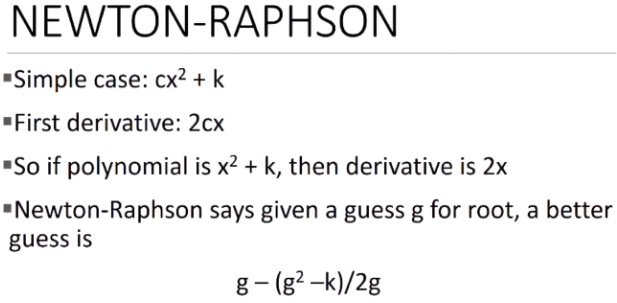 NEWTON-RAPHSON
▪Simple case: cx² + k
▪First derivative: 2cx
▪So if polynomial is x² + k, then derivative is 2x
▪Newton-Raphson says given a guess g for root, a better
guess is
g – (g² –k)/2g